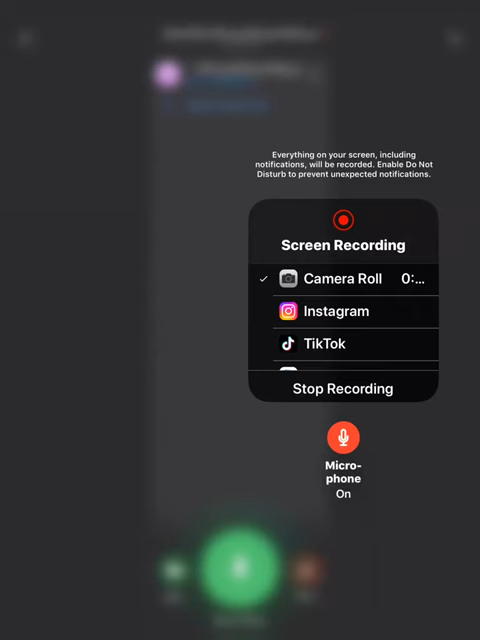 Everything on your screen, including
notifications, will be recorded. Enable Do Not
Disturb to prevent unexpected notifications.
Screen Recording
Camera Roll 0:...
Instagram
TikTok
Stop Recording
Micro-
phone
On